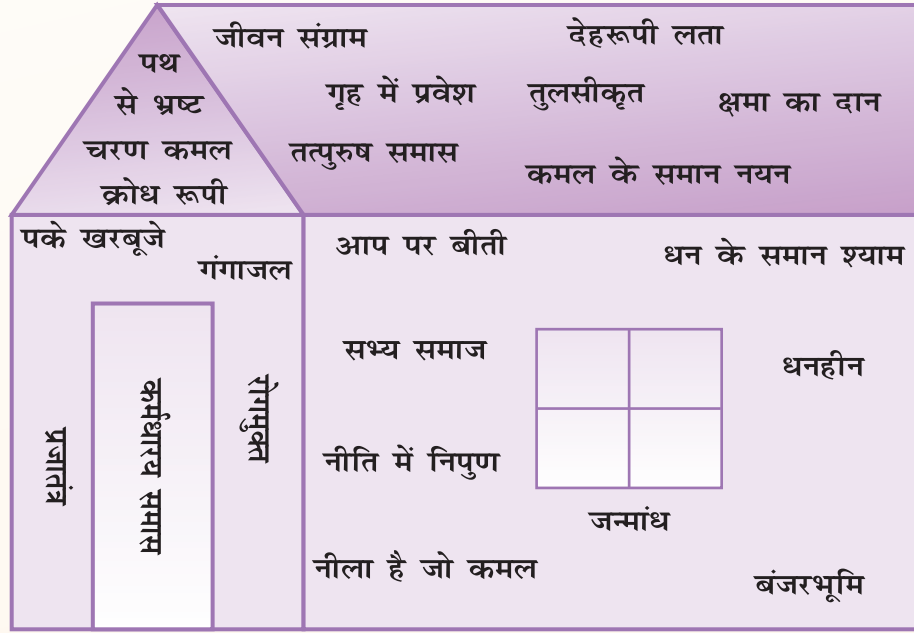 पथ
से भ्रष्ट
चरण कमल
क्रोध रूपी
जीवन संग्राम
देहरूपी लता
गृह में प्रवेश
तुलसीकृत
क्षमा का दान
तत्पुरुष समास
कमल के समान नयन
पके खरबूजे
गंगाजल
प्रजातंत्र
कर्मधारय समास
रोगमुक्त
आप पर बीती
धन के समान श्याम
सभ्य समाज
धनहीन
नीति में निपुण
जन्मांध
नीला है जो कमल
बंजरभूमि